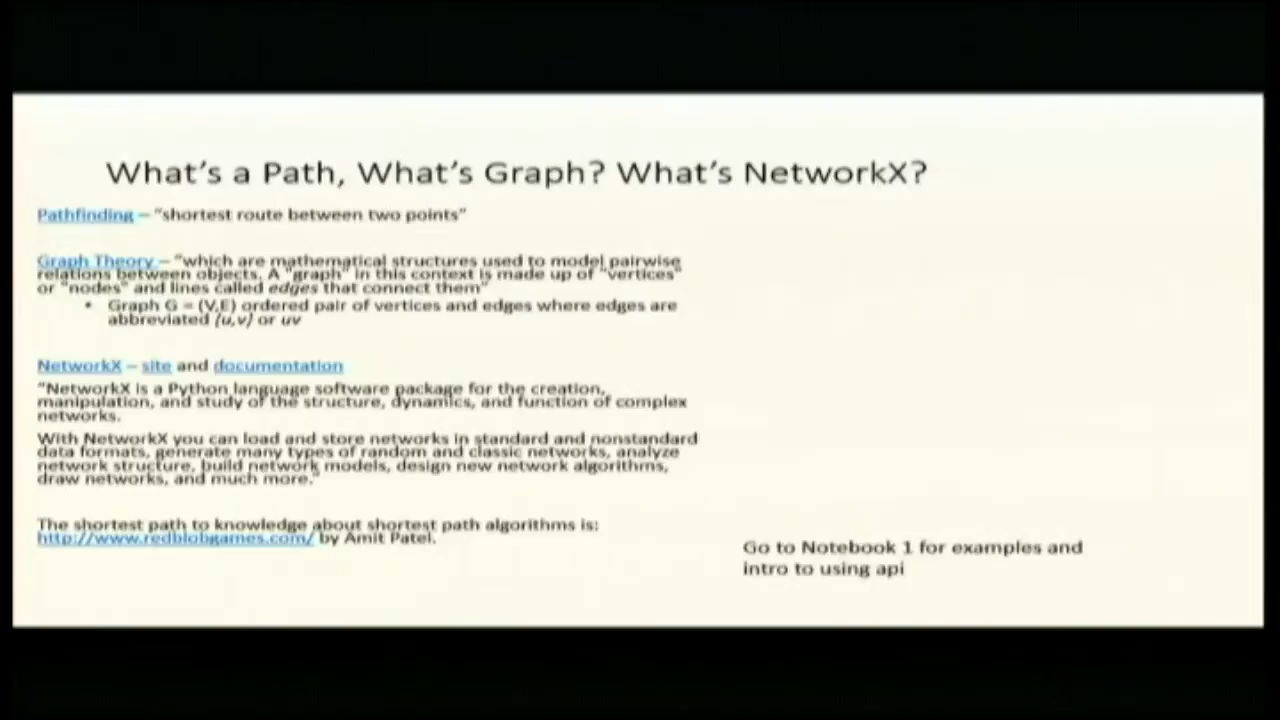 What's a Path, What's Graph? What's NetworkX?
Pathfinding – "shortest route between two points"
Graph Theory – "which are mathematical structures used to model pairwise
relations between objects. A "graph" in this context is made up of "vertices"
or "nodes" and lines called edges that connect them"
• Graph G = (V,E) ordered pair of vertices and edges where edges are
abbreviated {u,v} or uv
NetworkX – site and documentation
"NetworkX is a Python language software package for the creation,
manipulation, and study of the structure, dynamics, and function of complex
networks.
With NetworkX you can load and store networks in standard and nonstandard
data formats, generate many types of random and classic networks, analyze
network structure, build network models, design new network algorithms,
draw networks, and much more."
The shortest path to knowledge about shortest path algorithms is:
http://www.redblobgames.com/ by Amit Patel.
Go to Notebook 1 for examples and
intro to using api